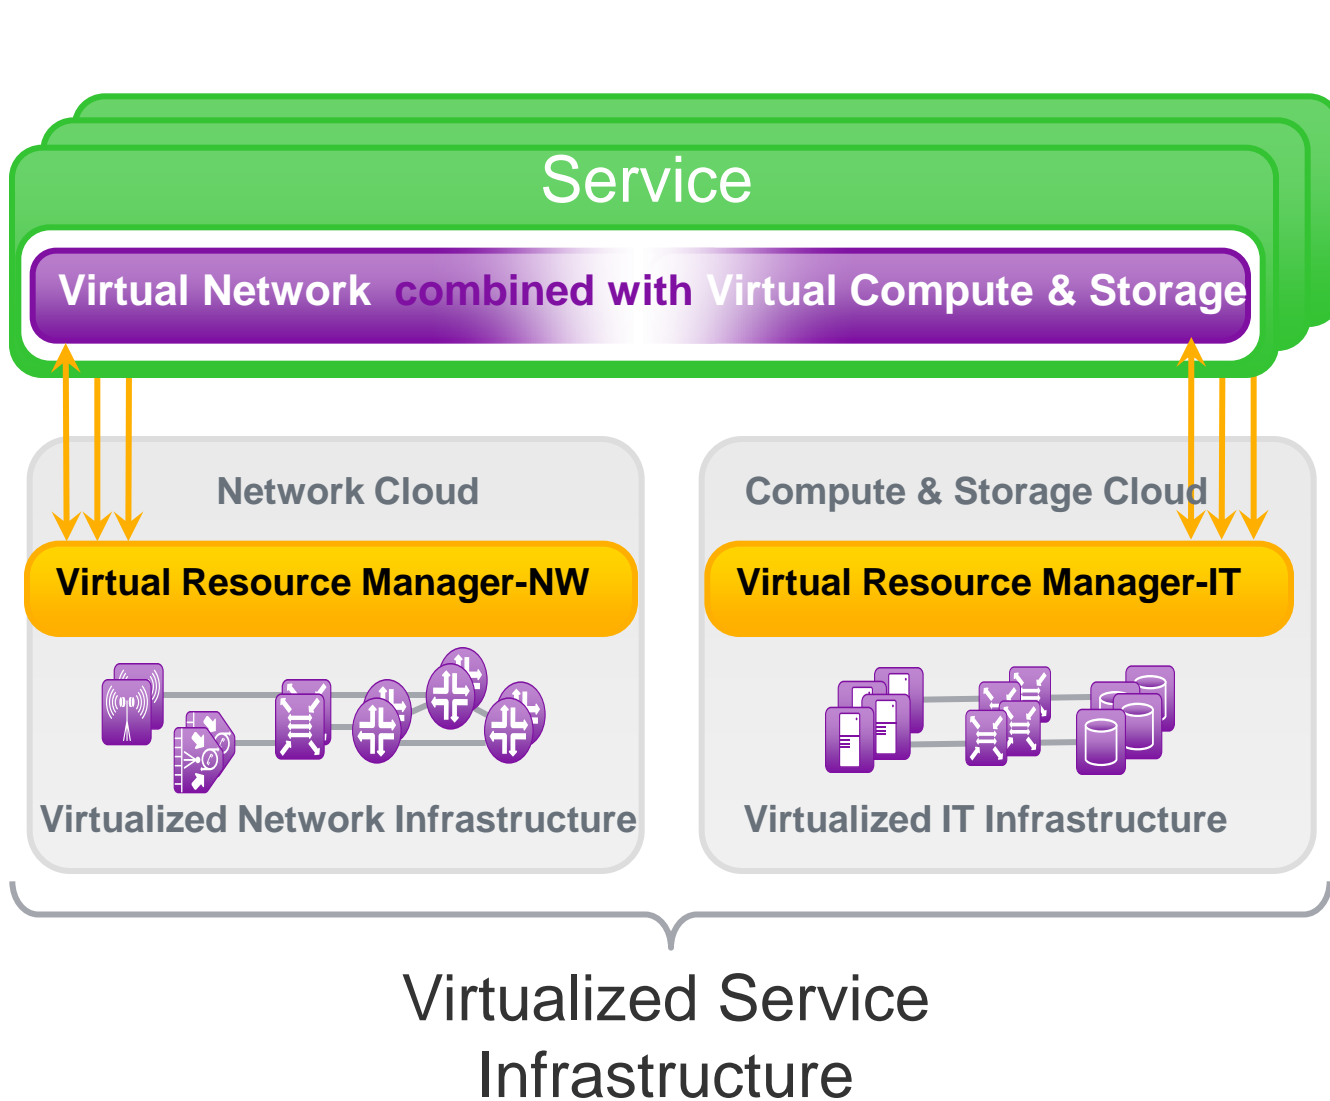 Service
Virtual Network combined with Virtual Compute & Storage
Network Cloud
Compute & Storage Cloud
Virtual Resource Manager-NW
Virtual Resource Manager-IT
Virtualized Network Infrastructure
Virtualized IT Infrastructure
Virtualized Service
Infrastructure